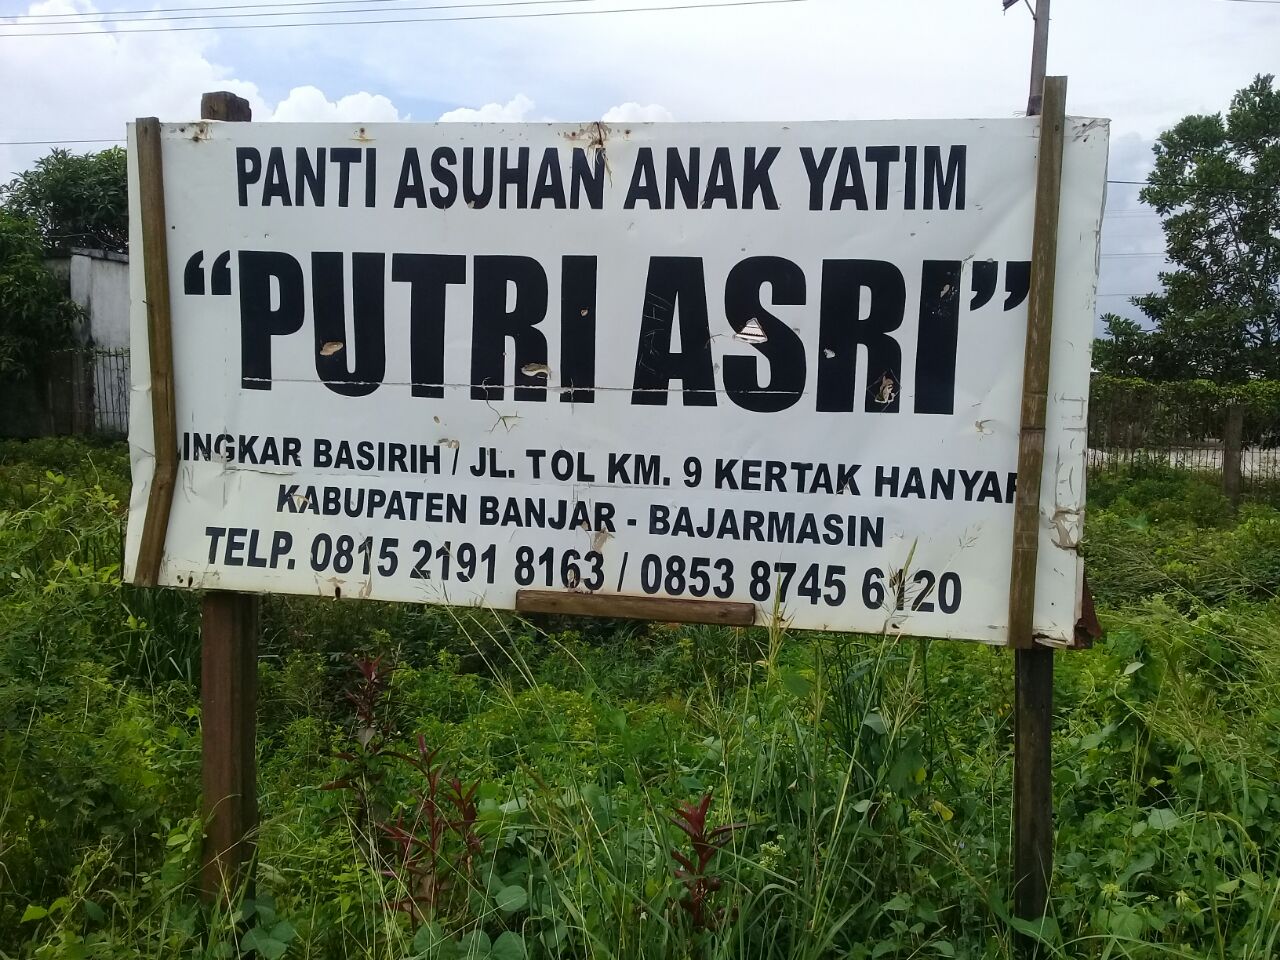 PANTI ASUHAN ANAK YATIM
“PUTRI ASRI”
LINGKAR BASIRIH / JL. TOL KM. 9 KERTAK HANYAR
KABUPATEN BANJAR - BAJARMASIN
TELP. 0815 2191 8163 / 0853 8745 6120